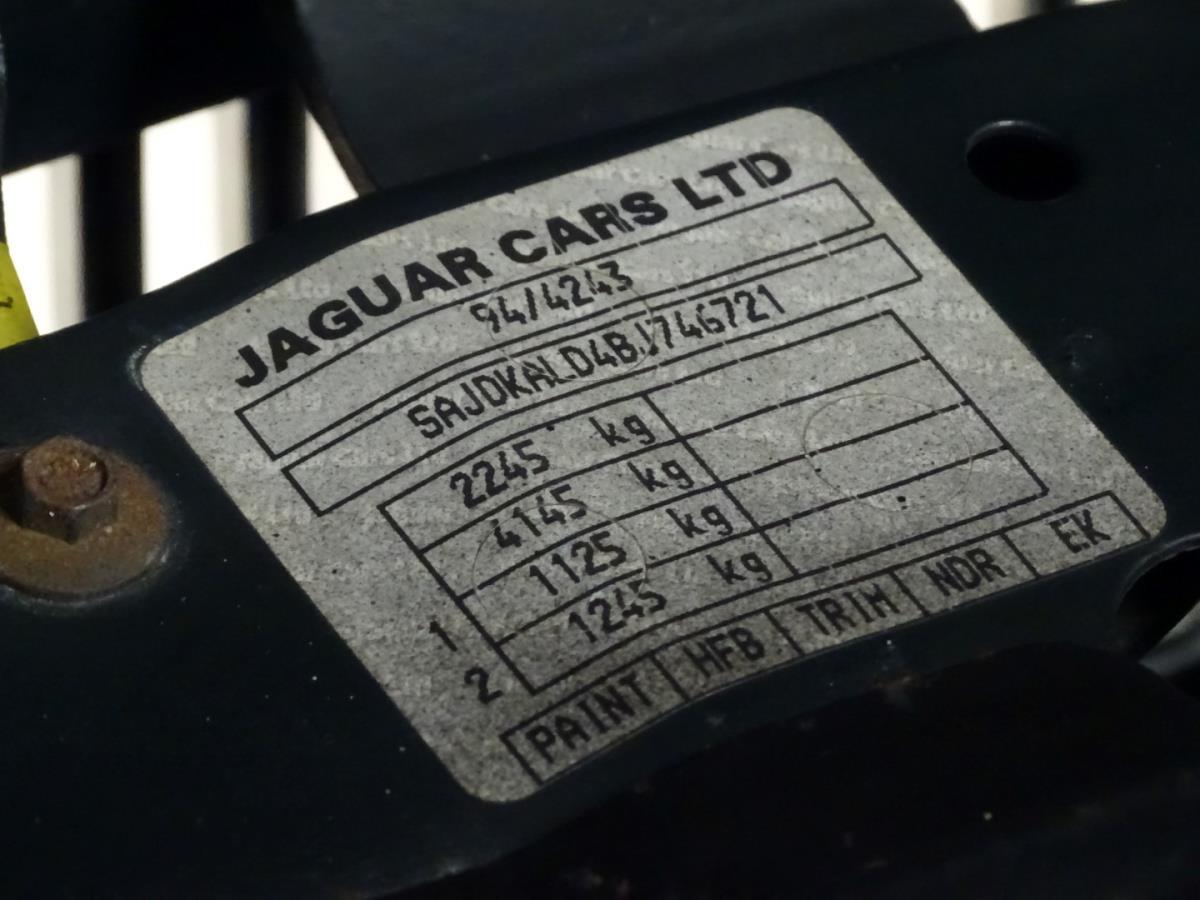 JAGUAR CARS LTD
94/4243
SAJDKALD4BJ746721
2245 kg
4145 kg
1 1125 kg
2 1245 kg
PAINT HFB TRIM NDR EK